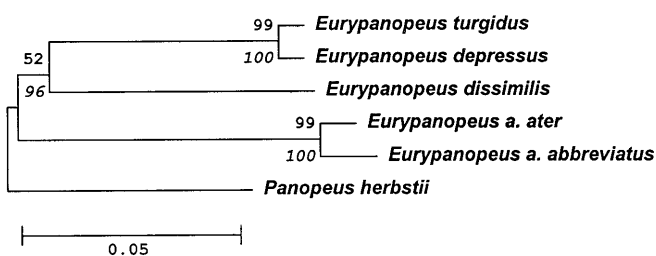 99 Eurypanopeus turgidus
100 Eurypanopeus depressus
52
96 Eurypanopeus dissimilis
99 Eurypanopeus a. ater
100 Eurypanopeus a. abbreviatus
Panopeus herbstii
0.05